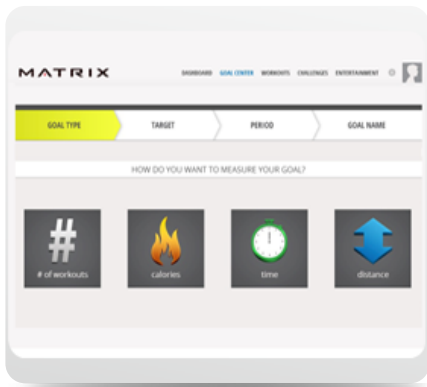 MATRIX
DASHBOARD GOAL CENTER WORKOUTS CHALLENGES ENTERTAINMENT
GOAL TYPE TARGET PERIOD GOAL NAME
HOW DO YOU WANT TO MEASURE YOUR GOAL?
#
# of workouts calories time distance